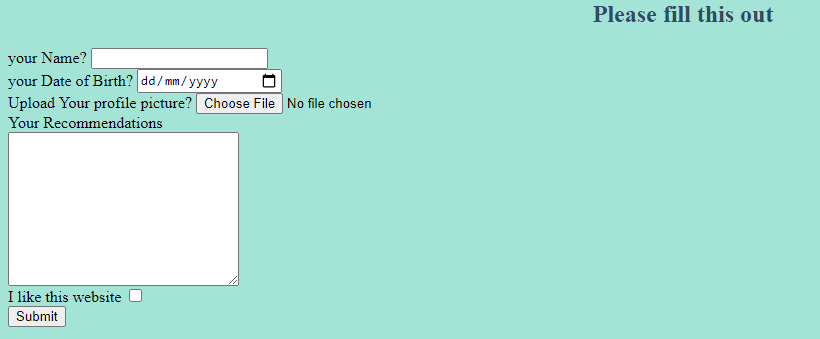 Please fill this out
your Name?
your Date of Birth? dd/mm/yyyy
Upload Your profile picture? Choose File No file chosen
Your Recommendations
I like this website
Submit